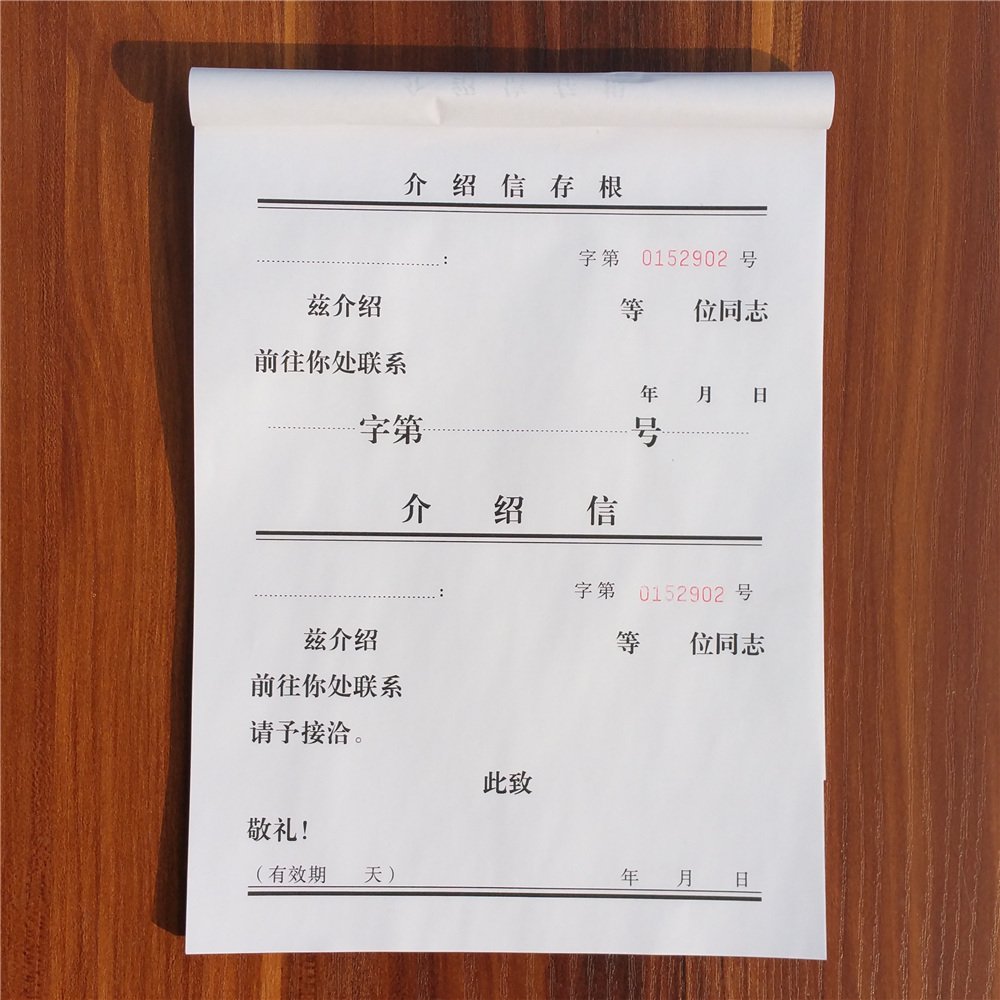 介绍信存根
………………………： 字第 0152902 号
兹介绍 等 位同志
前往你处联系
年 月 日
……………字第……………………………号……………
介绍信
………………………： 字第 0152902 号
兹介绍 等 位同志
前往你处联系
请予接洽。
此致
敬礼！
（有效期 天） 年 月 日